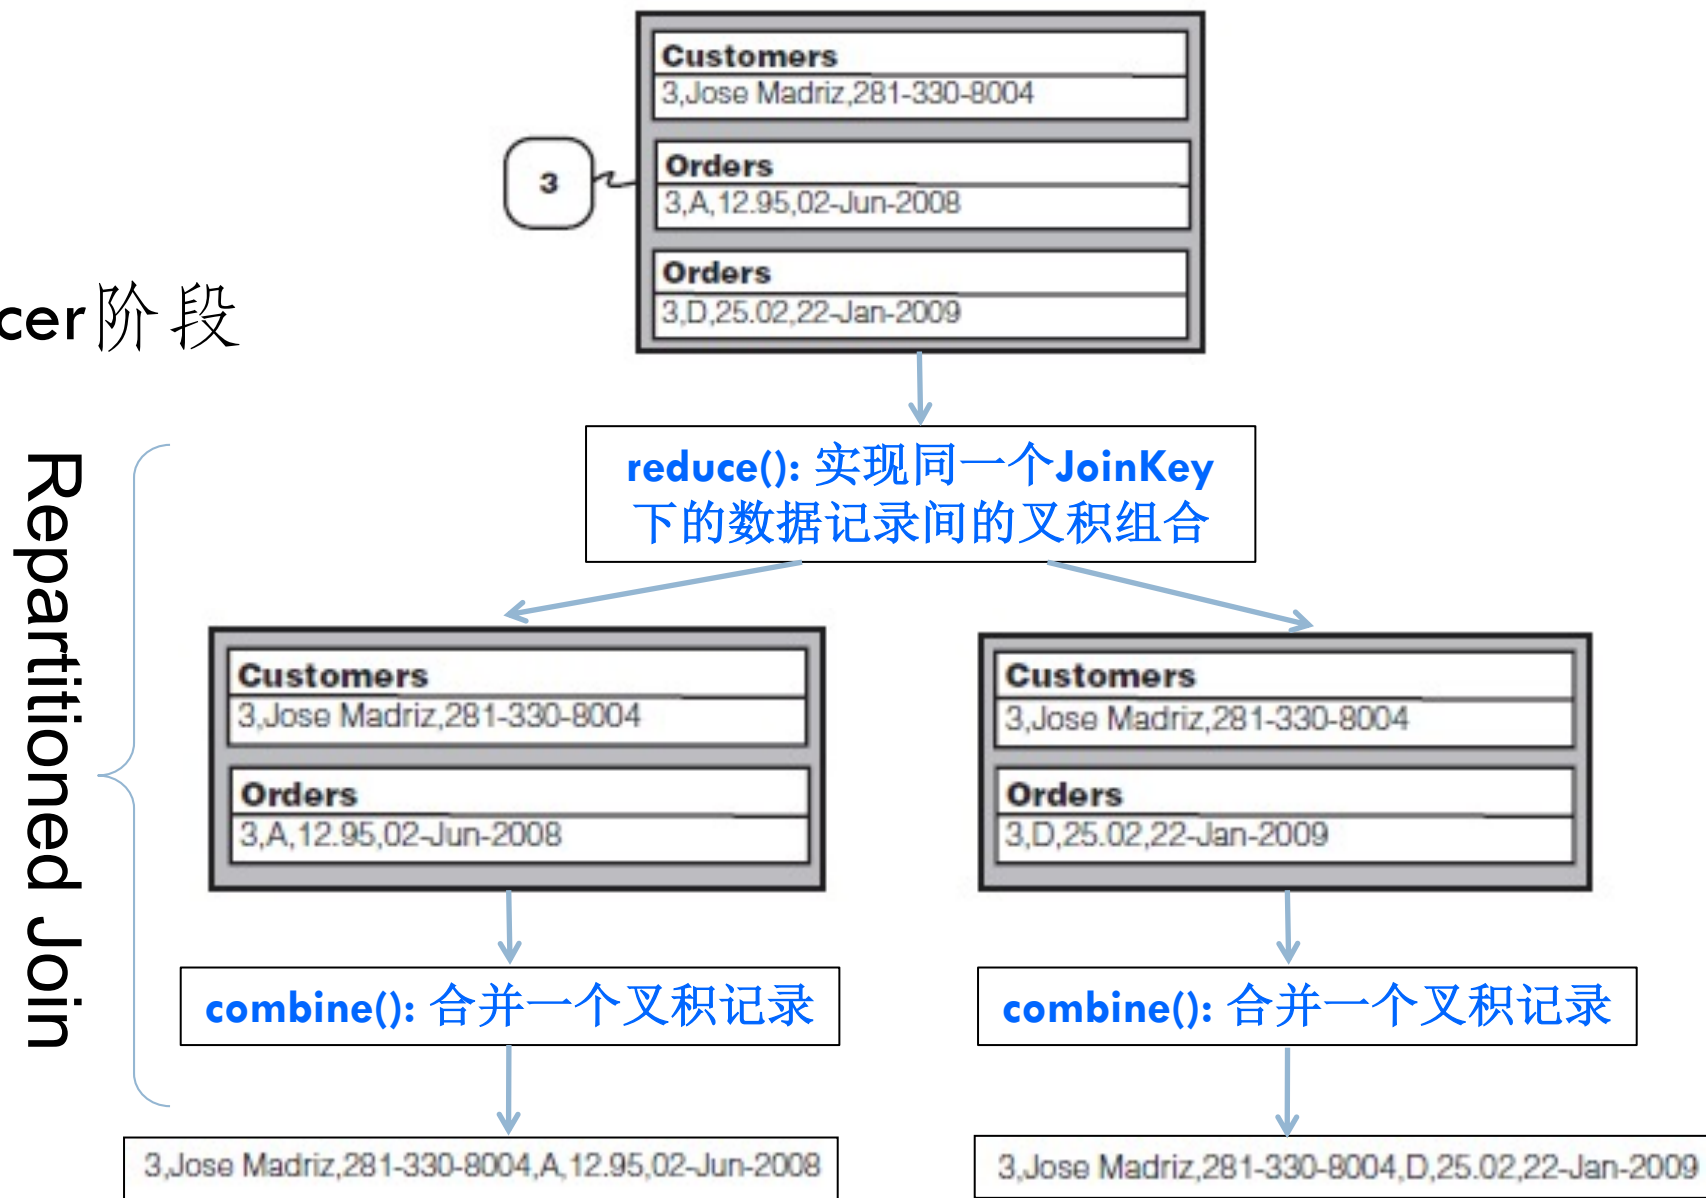 Customers
3,Jose Madriz,281-330-8004
3
Orders
3,A,12.95,02-Jun-2008
Orders
3,D,25.02,22-Jan-2009
cer阶段
reduce(): 实现同一个JoinKey
下的数据记录间的叉积组合
Repartitioned Join
Customers
3,Jose Madriz,281-330-8004
Orders
3,A,12.95,02-Jun-2008
Customers
3,Jose Madriz,281-330-8004
Orders
3,D,25.02,22-Jan-2009
combine(): 合并一个叉积记录
combine(): 合并一个叉积记录
3,Jose Madriz,281-330-8004,A,12.95,02-Jun-2008
3,Jose Madriz,281-330-8004,D,25.02,22-Jan-2009